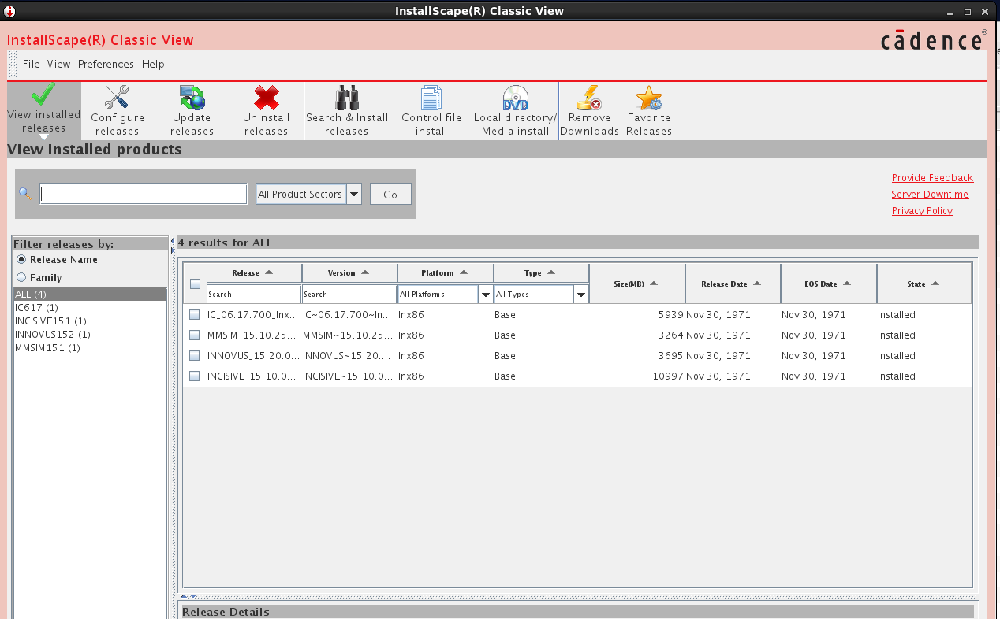 InstallScape(R) Classic View
InstallScape(R) Classic View
cādence®
File View Preferences Help
View installed releases
Configure releases
Update releases
Uninstall releases
Search & Install releases
Control file install
DVD
Local directory/ Media install
Remove Downloads
Favorite Releases
View installed products
All Product Sectors
Go
Provide Feedback
Server Downtime
Privacy Policy
Filter releases by:
Release Name
Family
ALL (4)
IC617 (1)
INCISIVE151 (1)
INNOVUS152 (1)
MMSIM151 (1)
4 results for ALL
Release Version Platform Type Size(MB) Release Date EOS Date State
Search Search All Platforms All Types
IC_06.17.700_lnx... IC~06.17.700~ln... lnx86 Base 5939 Nov 30, 1971 Nov 30, 1971 Installed
MMSIM_15.10.25... MMSIM~15.10.25... lnx86 Base 3264 Nov 30, 1971 Nov 30, 1971 Installed
INNOVUS_15.20.0... INNOVUS~15.20.... lnx86 Base 3695 Nov 30, 1971 Nov 30, 1971 Installed
INCISIVE_15.10.0... INCISIVE~15.10.0... lnx86 Base 10997 Nov 30, 1971 Nov 30, 1971 Installed
Release Details